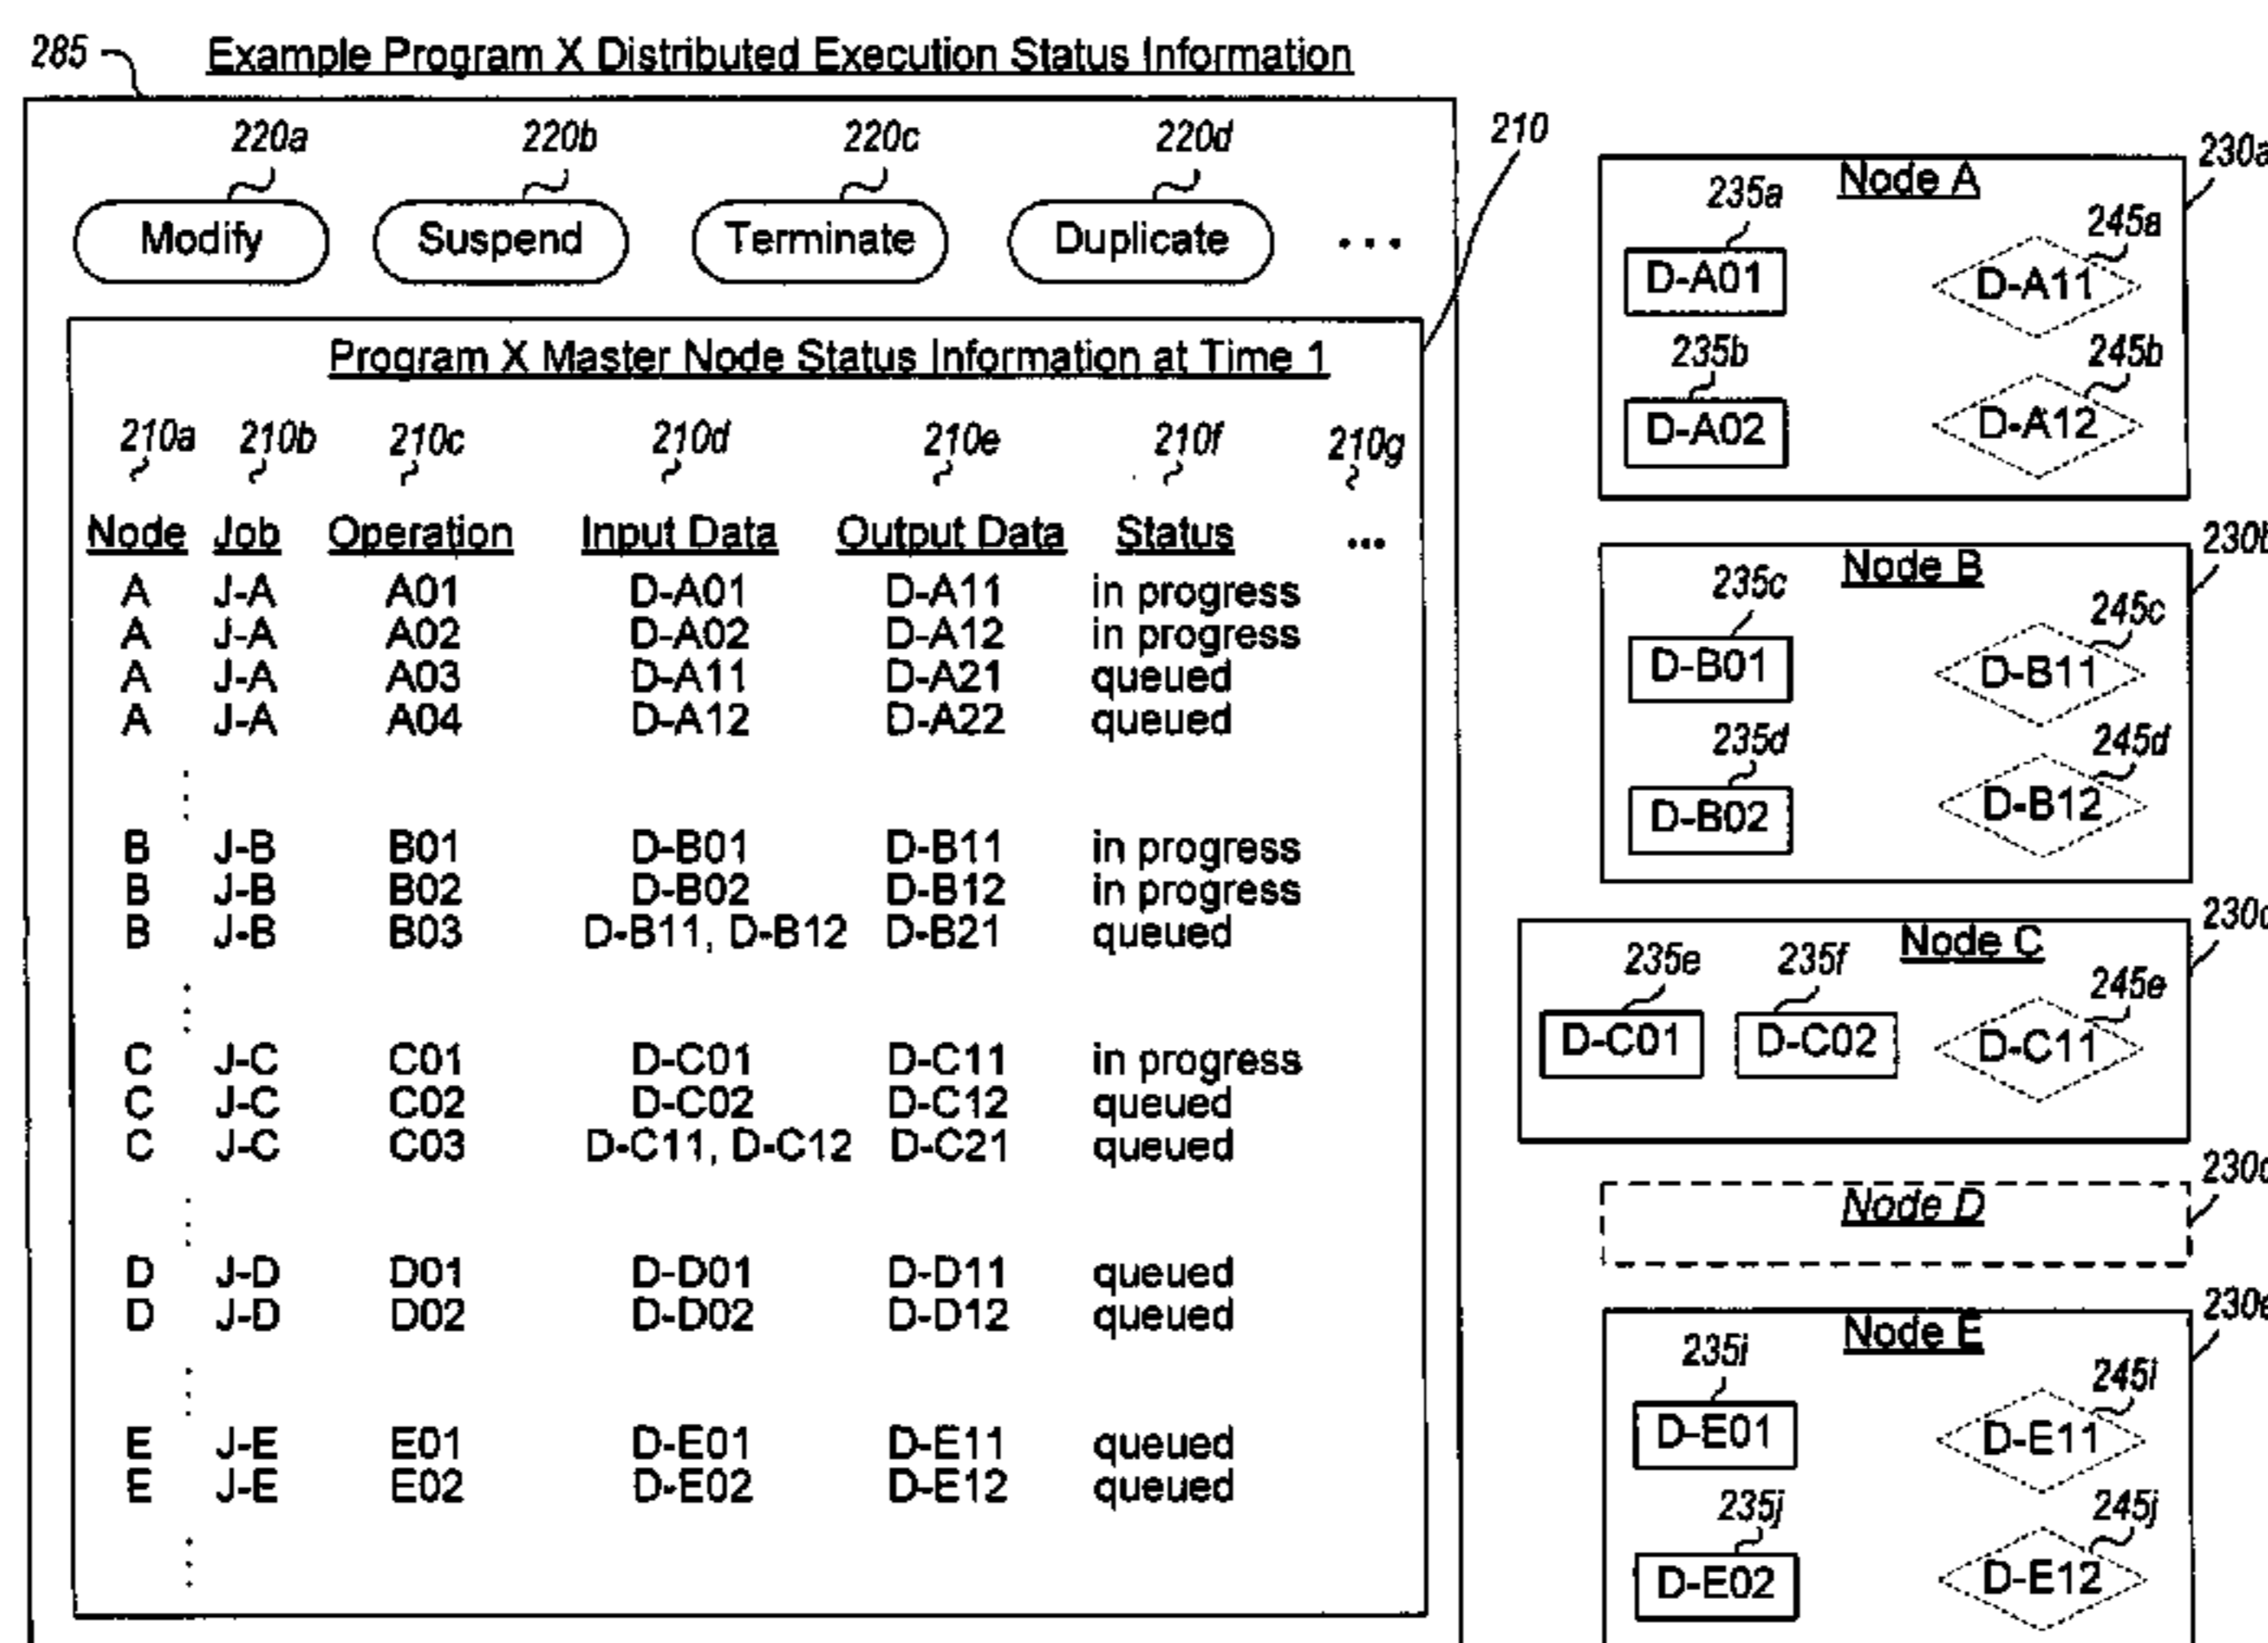 285 Example Program X Distributed Execution Status Information
220a 220b 220c 220d 210
Modify Suspend Terminate Duplicate ...
Program X Master Node Status Information at Time 1
210a 210b 210c 210d 210e 210f 210g
Node Job Operation Input Data Output Data Status ...
A J-A A01 D-A01 D-A11 in progress
A J-A A02 D-A02 D-A12 in progress
A J-A A03 D-A11 D-A21 queued
A J-A A04 D-A12 D-A22 queued
B J-B B01 D-B01 D-B11 in progress
B J-B B02 D-B02 D-B12 in progress
B J-B B03 D-B11, D-B12 D-B21 queued
C J-C C01 D-C01 D-C11 in progress
C J-C C02 D-C02 D-C12 queued
C J-C C03 D-C11, D-C12 D-C21 queued
D J-D D01 D-D01 D-D11 queued
D J-D D02 D-D02 D-D12 queued
E J-E E01 D-E01 D-E11 queued
E J-E E02 D-E02 D-E12 queued
Node A 230a
235a 245a
D-A01 D-A11
235b 245b
D-A02 D-A12
Node B
235c 245c
D-B01 D-B11
235d 245d
D-B02 D-B12
Node C
235e 235f 245e
D-C01 D-C02 D-C11
Node D
Node E 230e
235i 245i
D-E01 D-E11
235j 245j
D-E02 D-E12